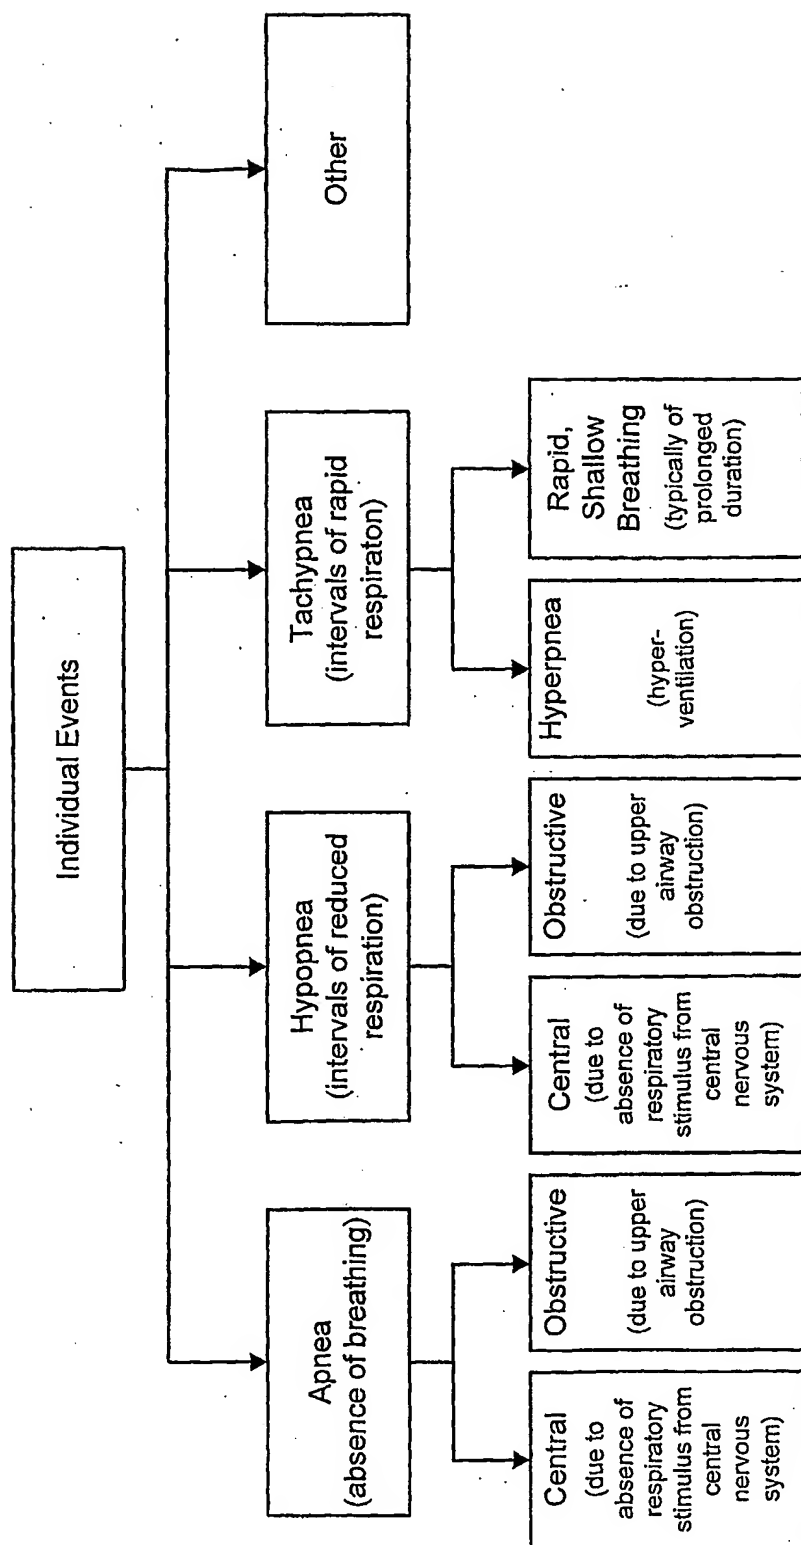 Individual Events
Apnea
(absence of breathing)
Hypopnea
(intervals of reduced
respiration)
Tachypnea
(intervals of rapid
respiraton)
Other
Central
(due to
absence of
respiratory
stimulus from
central
nervous
system)
Obstructive
(due to upper
airway
obstruction)
Central
(due to
absence of
respiratory
stimulus from
central
nervous
system)
Obstructive
(due to upper
airway
obstruction)
Hyperpnea
(hyper-
ventilation)
Rapid,
Shallow
Breathing
(typically of
prolonged
duration)